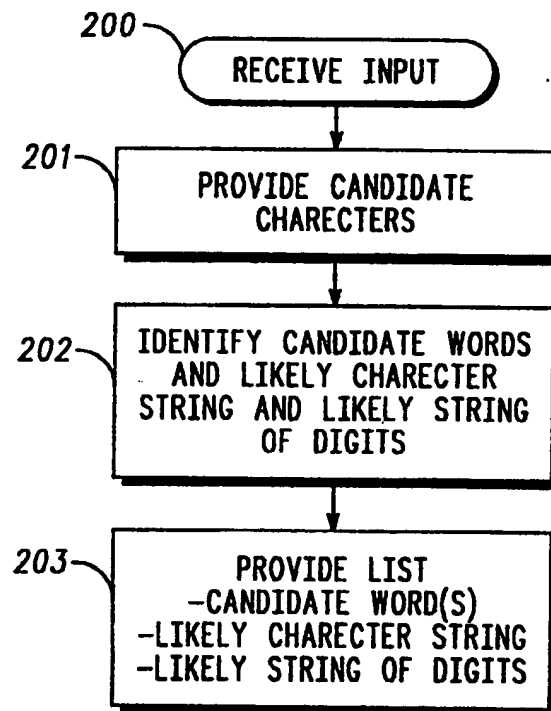 200
RECEIVE INPUT
201
PROVIDE CANDIDATE
CHARECTERS
202
IDENTIFY CANDIDATE WORDS
AND LIKELY CHARECTER
STRING AND LIKELY STRING
OF DIGITS
203
PROVIDE LIST
-CANDIDATE WORD(S)
-LIKELY CHARECTER STRING
-LIKELY STRING OF DIGITS